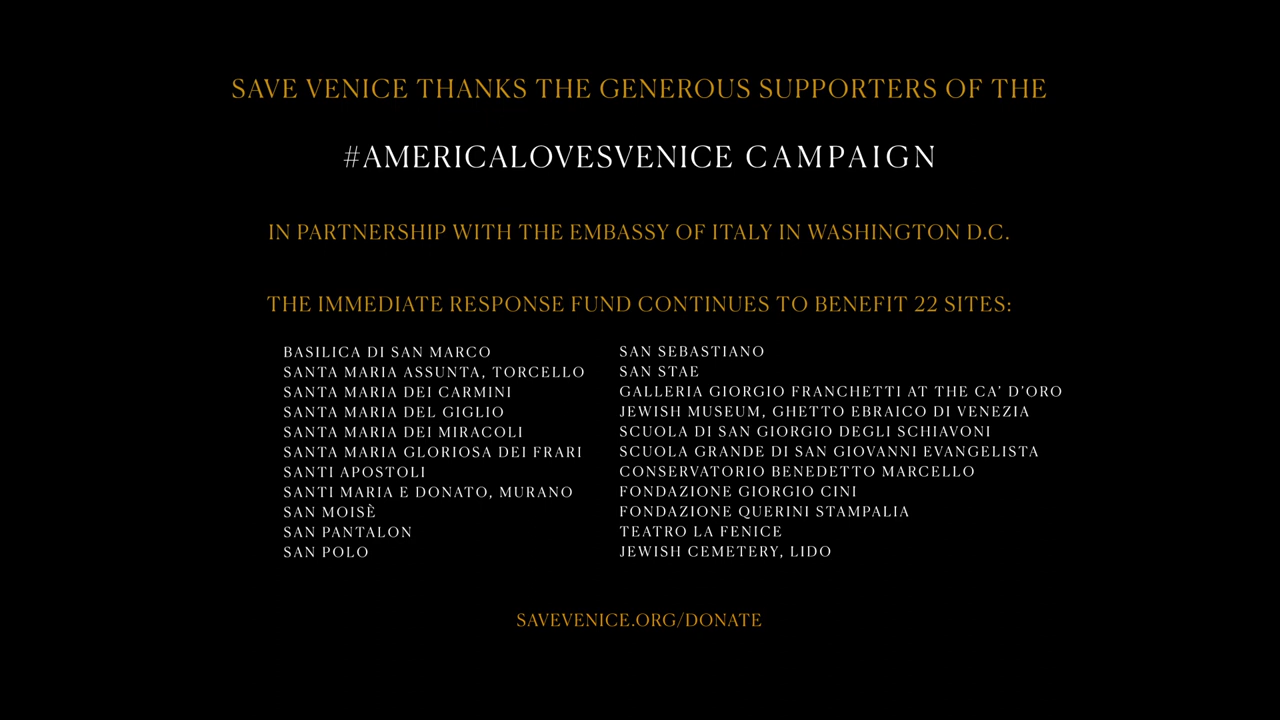 SAVE VENICE THANKS THE GENEROUS SUPPORTERS OF THE
#AMERICALOVESVENICE CAMPAIGN
IN PARTNERSHIP WITH THE EMBASSY OF ITALY IN WASHINGTON D.C.
THE IMMEDIATE RESPONSE FUND CONTINUES TO BENEFIT 22 SITES:
BASILICA DI SAN MARCO
SANTA MARIA ASSUNTA, TORCELLO
SANTA MARIA DEI CARMINI
SANTA MARIA DEL GIGLIO
SANTA MARIA DEI MIRACOLI
SANTA MARIA GLORIOSA DEI FRARI
SANTI APOSTOLI
SANTI MARIA E DONATO, MURANO
SAN MOISÈ
SAN PANTALON
SAN POLO
SAN SEBASTIANO
SAN STAE
GALLERIA GIORGIO FRANCHETTI AT THE CA' D'ORO
JEWISH MUSEUM, GHETTO EBRAICO DI VENEZIA
SCUOLA DI SAN GIORGIO DEGLI SCHIAVONI
SCUOLA GRANDE DI SAN GIOVANNI EVANGELISTA
CONSERVATORIO BENEDETTO MARCELLO
FONDAZIONE GIORGIO CINI
FONDAZIONE QUERINI STAMPALIA
TEATRO LA FENICE
JEWISH CEMETERY, LIDO
SAVEVENICE.ORG/DONATE